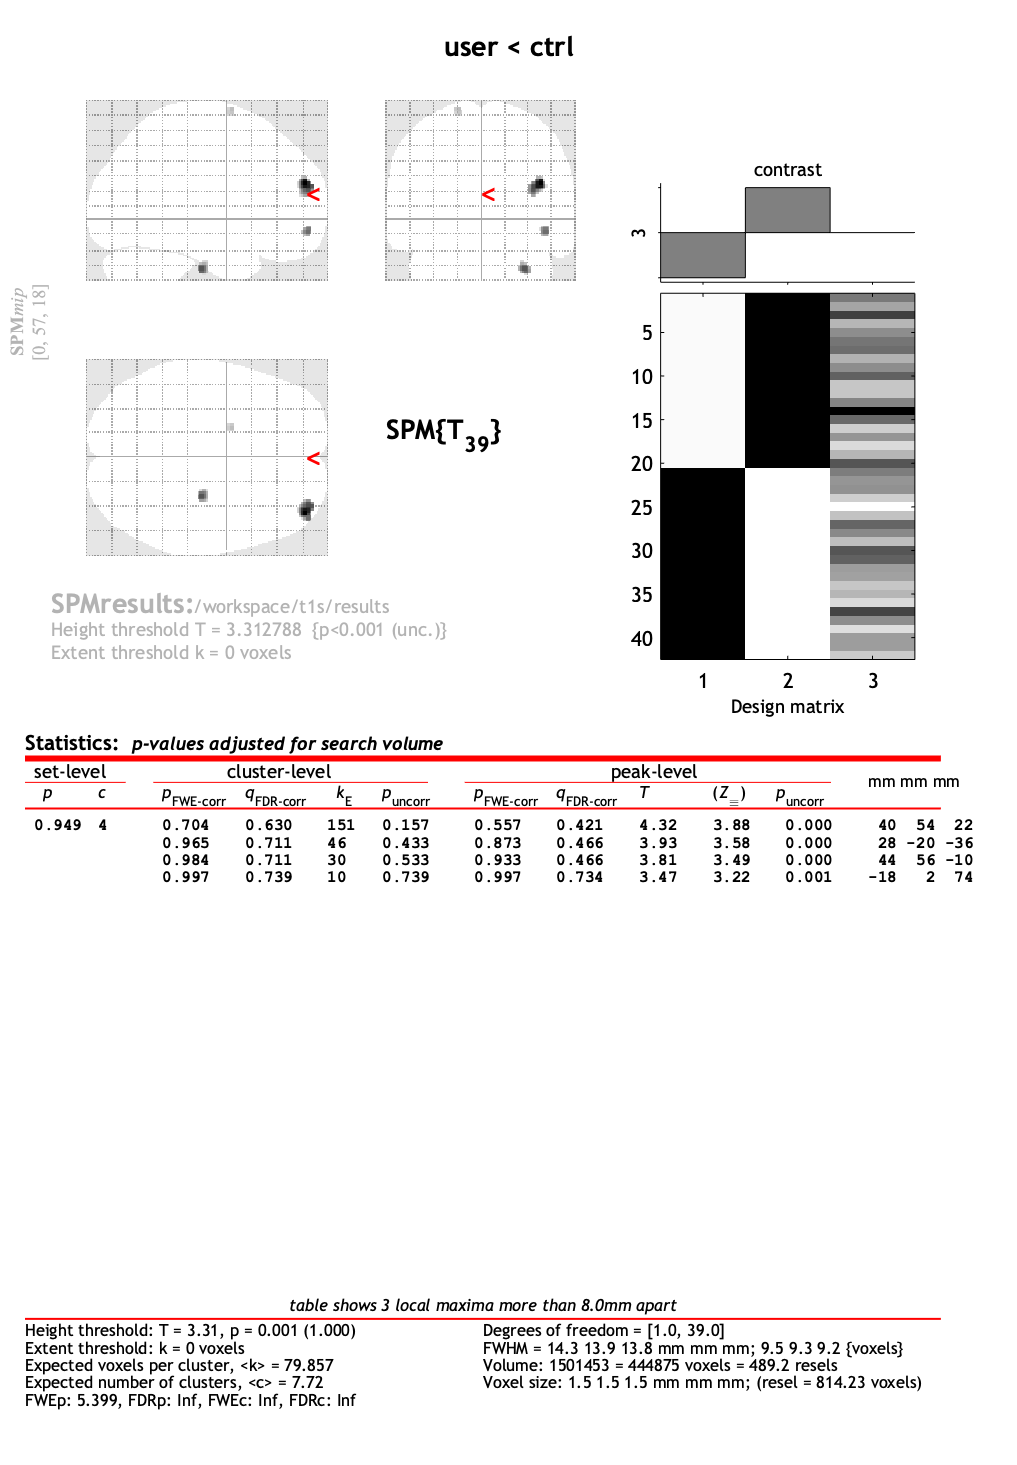 user < ctrl
<
<
SPMmip
[0, 57, 18]
<
SPM{T39}
contrast
3
5
10
15
20
25
30
35
40
1 2 3
Design matrix
SPMresults:/workspace/t1s/results
Height threshold T = 3.312788 {p<0.001 (unc.)}
Extent threshold k = 0 voxels
Statistics: p-values adjusted for search volume
set-level cluster-level peak-level mm mm mm
p c pFWE-corr qFDR-corr kE puncorr pFWE-corr qFDR-corr T (Z≡) puncorr
0.949 4 0.704 0.630 151 0.157 0.557 0.421 4.32 3.88 0.000 40 54 22
0.965 0.711 46 0.433 0.873 0.466 3.93 3.58 0.000 28 -20 -36
0.984 0.711 30 0.533 0.933 0.466 3.81 3.49 0.000 44 56 -10
0.997 0.739 10 0.739 0.997 0.734 3.47 3.22 0.001 -18 2 74
table shows 3 local maxima more than 8.0mm apart
Height threshold: T = 3.31, p = 0.001 (1.000)
Extent threshold: k = 0 voxels
Expected voxels per cluster, <k> = 79.857
Expected number of clusters, <c> = 7.72
FWEp: 5.399, FDRp: Inf, FWEc: Inf, FDRc: Inf
Degrees of freedom = [1.0, 39.0]
FWHM = 14.3 13.9 13.8 mm mm mm; 9.5 9.3 9.2 {voxels}
Volume: 1501453 = 444875 voxels = 489.2 resels
Voxel size: 1.5 1.5 1.5 mm mm mm; (resel = 814.23 voxels)